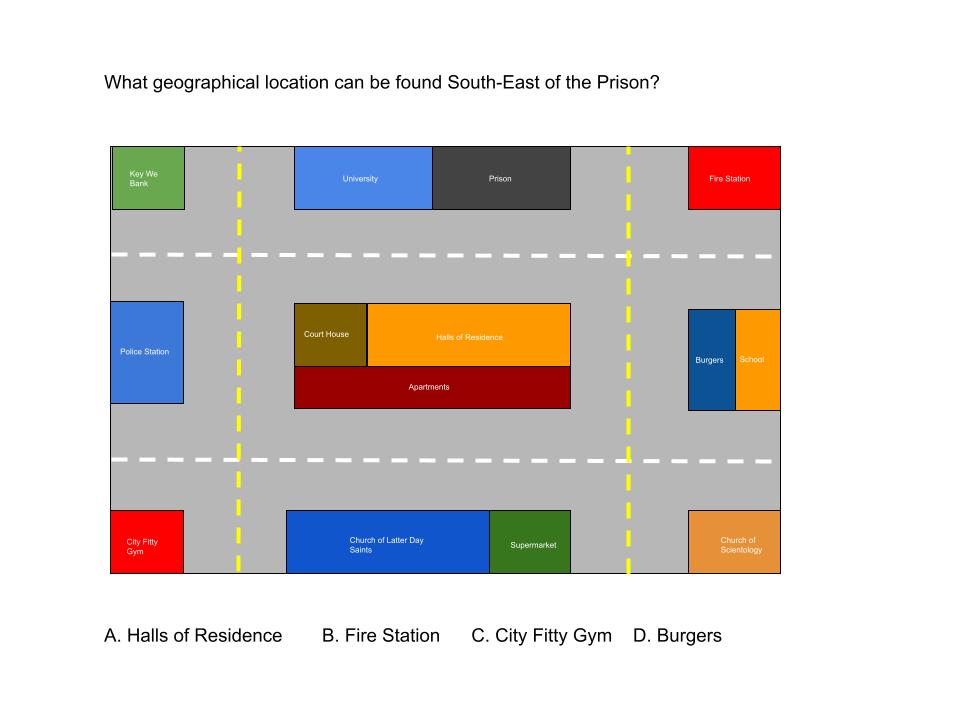 What geographical location can be found South-East of the Prison?
Key We
Bank
University
Prison
Fire Station
Police Station
Court House
Halls of Residence
Apartments
Burgers
School
City Fitty
Gym
Church of Latter Day
Saints
Supermarket
Church of
Scientology
A. Halls of Residence B. Fire Station C. City Fitty Gym D. Burgers